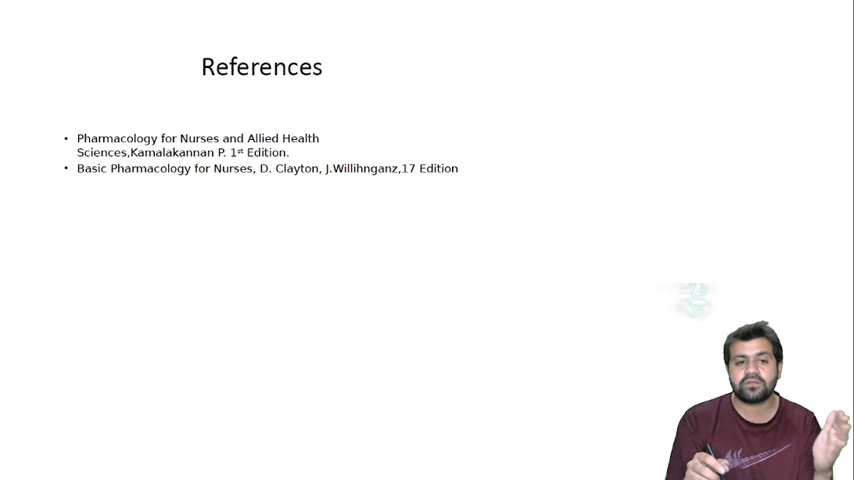 References
• Pharmacology for Nurses and Allied Health
Sciences,Kamalakannan P. 1st Edition.
• Basic Pharmacology for Nurses, D. Clayton, J.Willihnganz,17 Edition